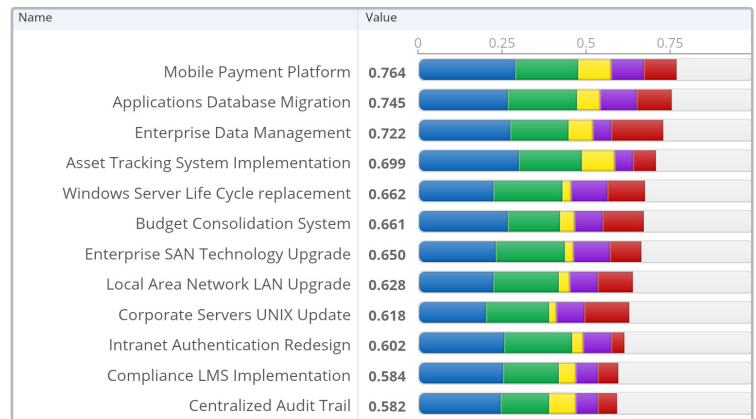 Name Value
0 0.25 0.5 0.75
Mobile Payment Platform 0.764
Applications Database Migration 0.745
Enterprise Data Management 0.722
Asset Tracking System Implementation 0.699
Windows Server Life Cycle replacement 0.662
Budget Consolidation System 0.661
Enterprise SAN Technology Upgrade 0.650
Local Area Network LAN Upgrade 0.628
Corporate Servers UNIX Update 0.618
Intranet Authentication Redesign 0.602
Compliance LMS Implementation 0.584
Centralized Audit Trail 0.582